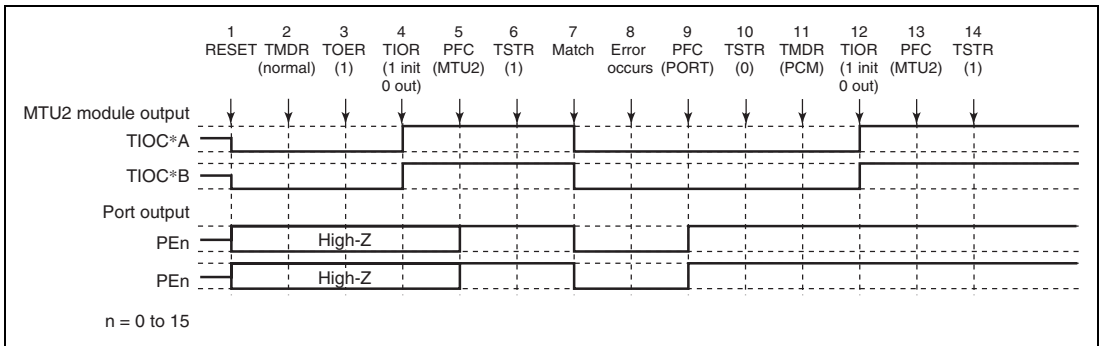 1 2 3 4 5 6 7 8 9 10 11 12 13 14
RESET TMDR TOER TIOR PFC TSTR Match Error PFC TSTR TMDR TIOR PFC TSTR
(normal) (1) (1 init (MTU2) (1) occurs (PORT) (0) (PCM) (1 init (MTU2) (1)
0 out) 0 out)
MTU2 module output
TIOC*A
TIOC*B
Port output
PEn High-Z
PEn High-Z
n = 0 to 15